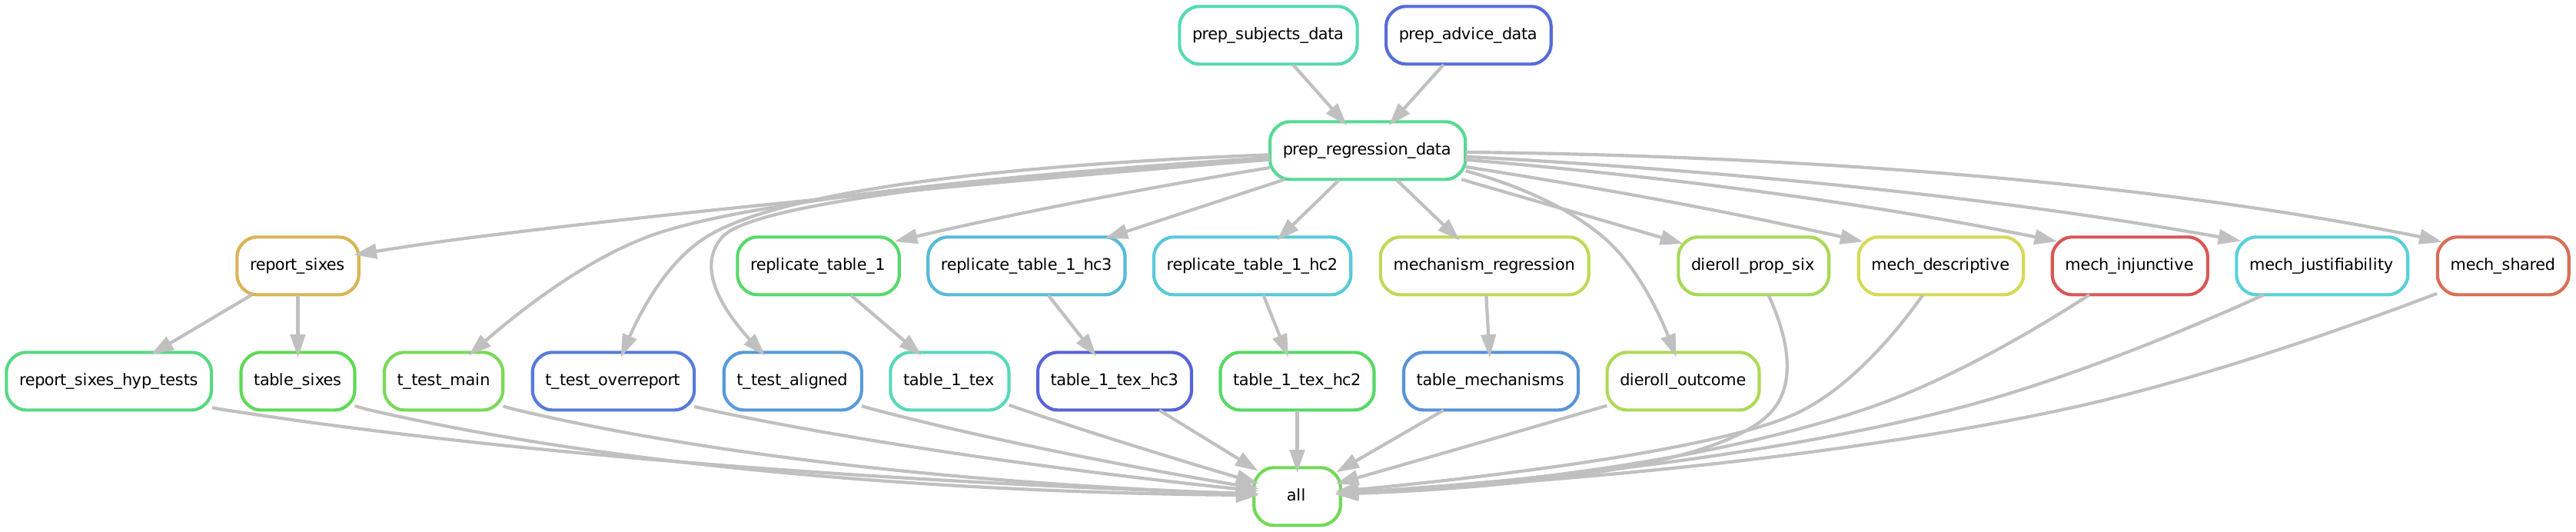 prep_subjects_data
prep_advice_data
prep_regression_data
report_sixes
replicate_table_1
replicate_table_1_hc3
replicate_table_1_hc2
mechanism_regression
dieroll_prop_six
mech_descriptive
mech_injunctive
mech_justifiability
mech_shared
report_sixes_hyp_tests
table_sixes
t_test_main
t_test_overreport
t_test_aligned
table_1_tex
table_1_tex_hc3
table_1_tex_hc2
table_mechanisms
dieroll_outcome
all